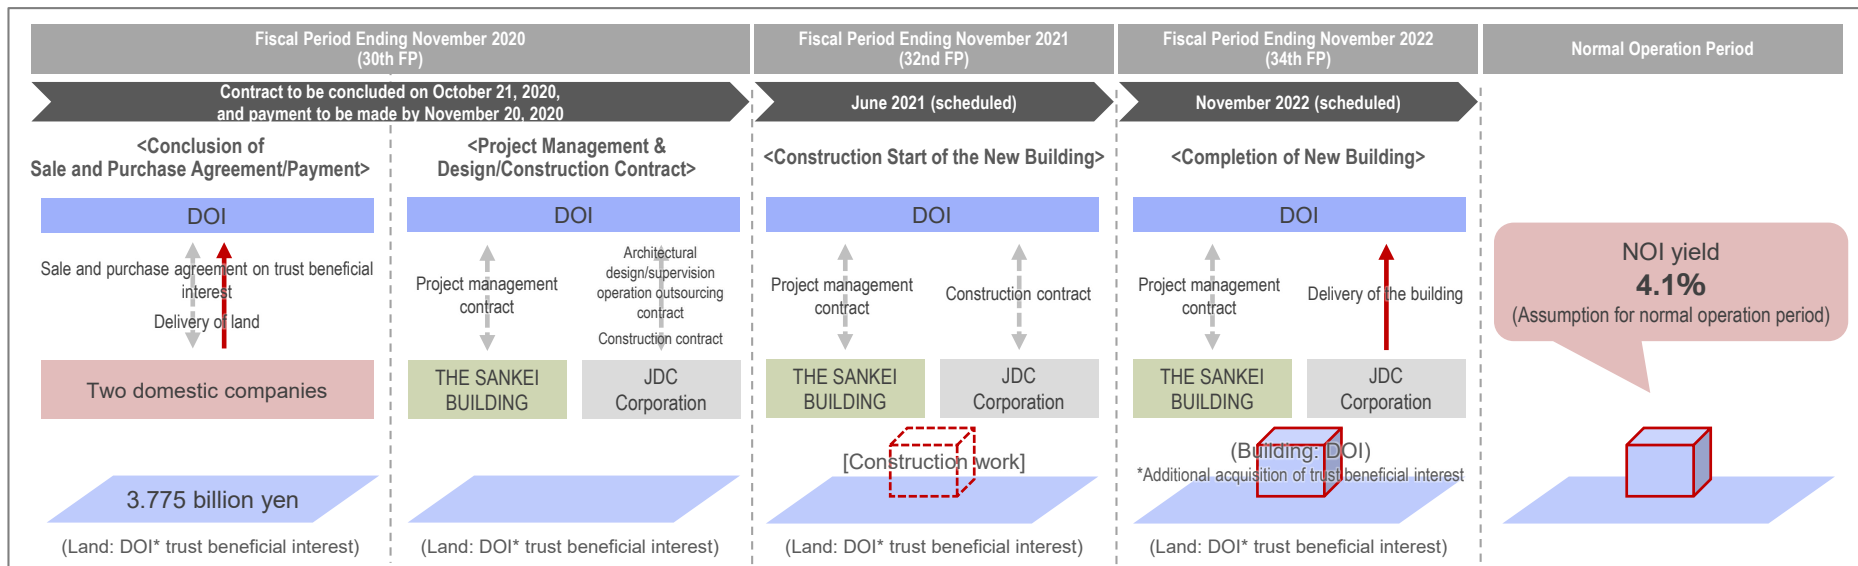 Fiscal Period Ending November 2020
(30th FP)
Fiscal Period Ending November 2021
(32nd FP)
Fiscal Period Ending November 2022
(34th FP)
Normal Operation Period
Contract to be concluded on October 21, 2020,
and payment to be made by November 20, 2020
June 2021 (scheduled)
November 2022 (scheduled)
<Conclusion of
Sale and Purchase Agreement/Payment>
<Project Management &
Design/Construction Contract>
<Construction Start of the New Building>
<Completion of New Building>
DOI
DOI
DOI
DOI
Sale and purchase agreement on trust beneficial
interest
Delivery of land
Project management
contract
Architectural
design/supervision
operation outsourcing
contract
Construction contract
Project management
contract
Construction contract
Project management
contract
Delivery of the building
NOI yield
4.1%
(Assumption for normal operation period)
Two domestic companies
THE SANKEI
BUILDING
JDC
Corporation
THE SANKEI
BUILDING
JDC
Corporation
THE SANKEI
BUILDING
JDC
Corporation
[Construction work]
(Building: DOI)
*Additional acquisition of trust beneficial interest
3.775 billion yen
(Land: DOI* trust beneficial interest)
(Land: DOI* trust beneficial interest)
(Land: DOI* trust beneficial interest)
(Land: DOI* trust beneficial interest)